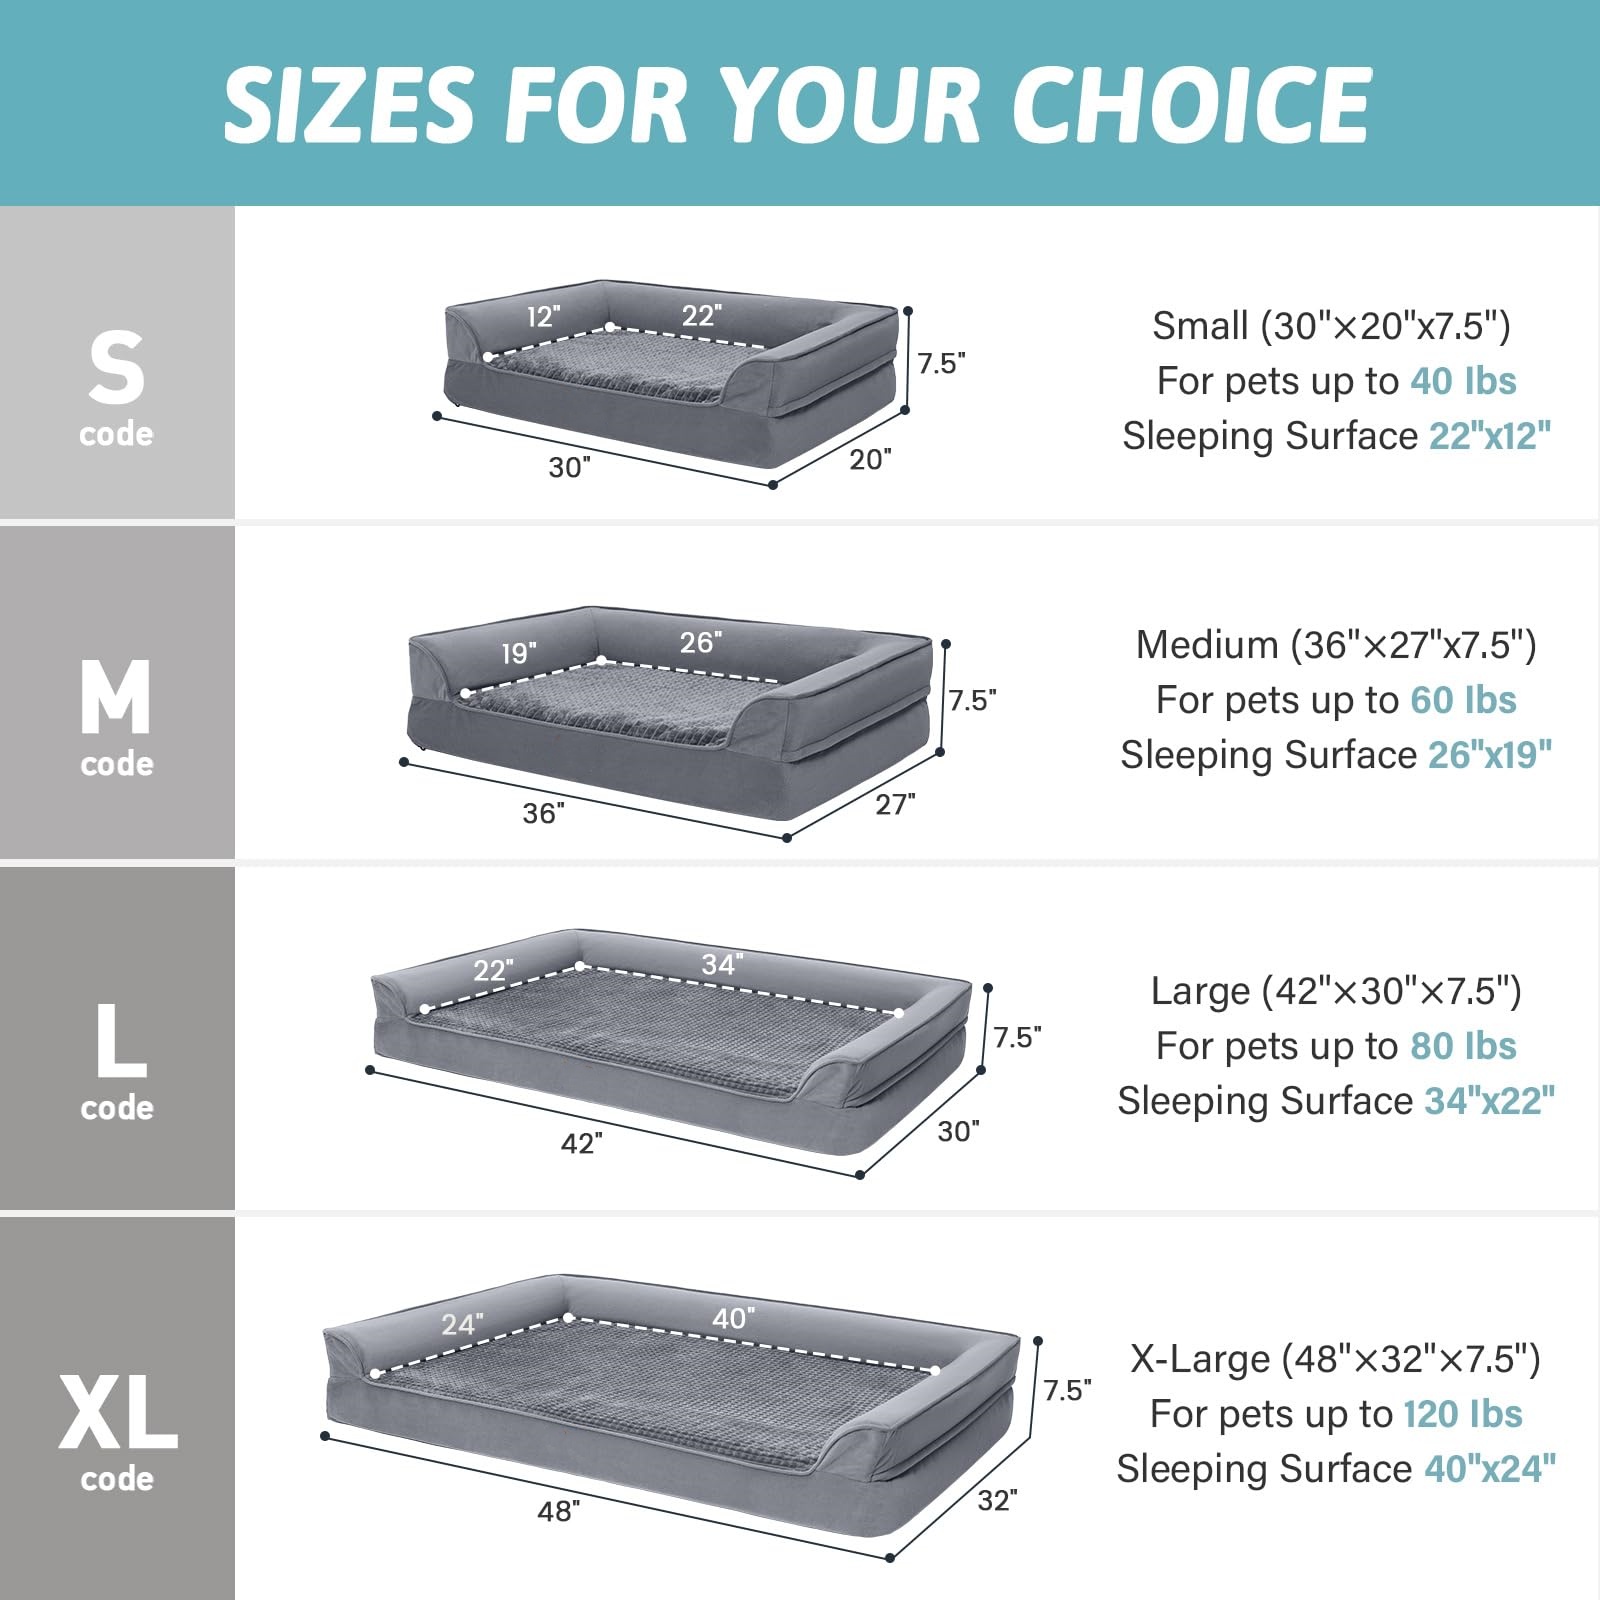 SIZES FOR YOUR CHOICE
S
code
12"
22"
7.5"
30"
20"
Small (30"×20"x7.5")
For pets up to 40 lbs
Sleeping Surface 22"x12"
M
code
19"
26"
7.5"
36"
27"
Medium (36"×27"x7.5")
For pets up to 60 lbs
Sleeping Surface 26"x19"
L
code
22"
34"
7.5"
42"
30"
Large (42"×30"×7.5")
For pets up to 80 lbs
Sleeping Surface 34"x22"
XL
code
24"
40"
7.5"
48"
32"
X-Large (48"×32"×7.5")
For pets up to 120 lbs
Sleeping Surface 40"x24"